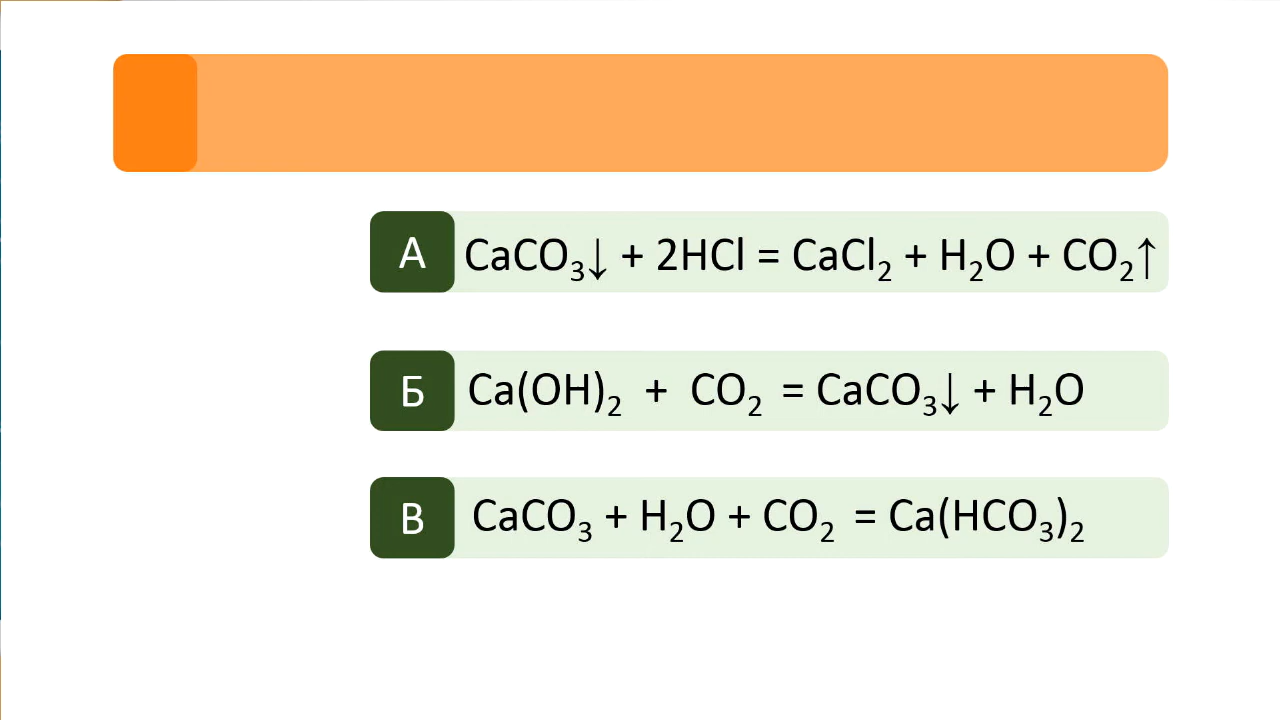 А CaCO₃↓ + 2HCl = CaCl₂ + H₂O + CO₂↑
Б Ca(OH)₂ + CO₂ = CaCO₃↓ + H₂O
В CaCO₃ + H₂O + CO₂ = Ca(HCO₃)₂